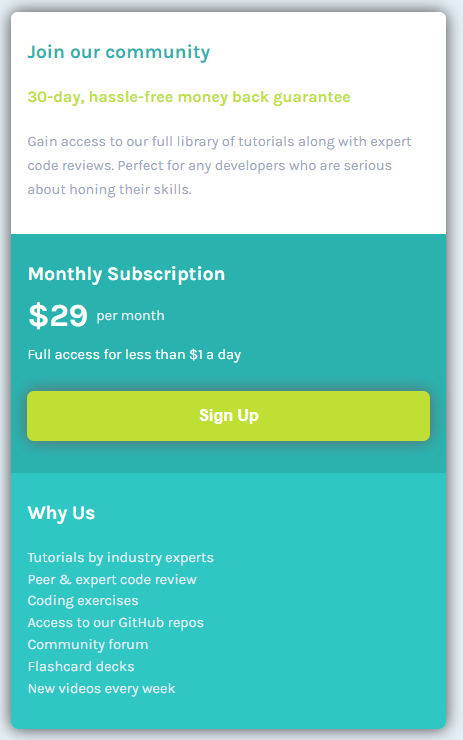 Join our community
30-day, hassle-free money back guarantee
Gain access to our full library of tutorials along with expert
code reviews. Perfect for any developers who are serious
about honing their skills.
Monthly Subscription
$29 per month
Full access for less than $1 a day
Sign Up
Why Us
Tutorials by industry experts
Peer & expert code review
Coding exercises
Access to our GitHub repos
Community forum
Flashcard decks
New videos every week